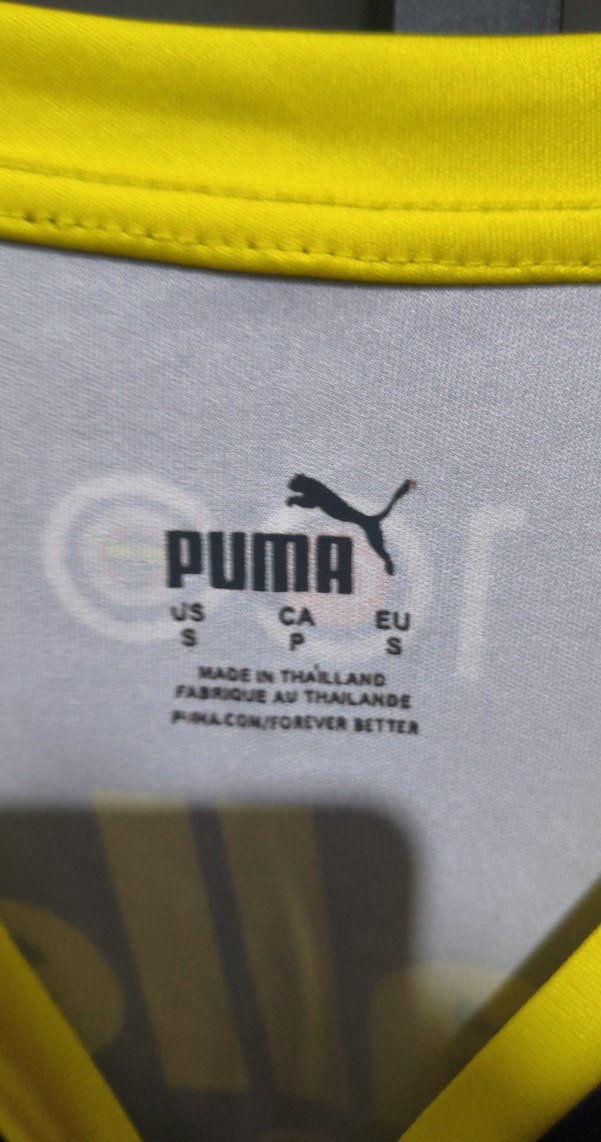 PUMA
US CA EU
S P S
MADE IN THAILLAND
FABRIQUE AU THAILANDE
PUMA.COM/FOREVER BETTER